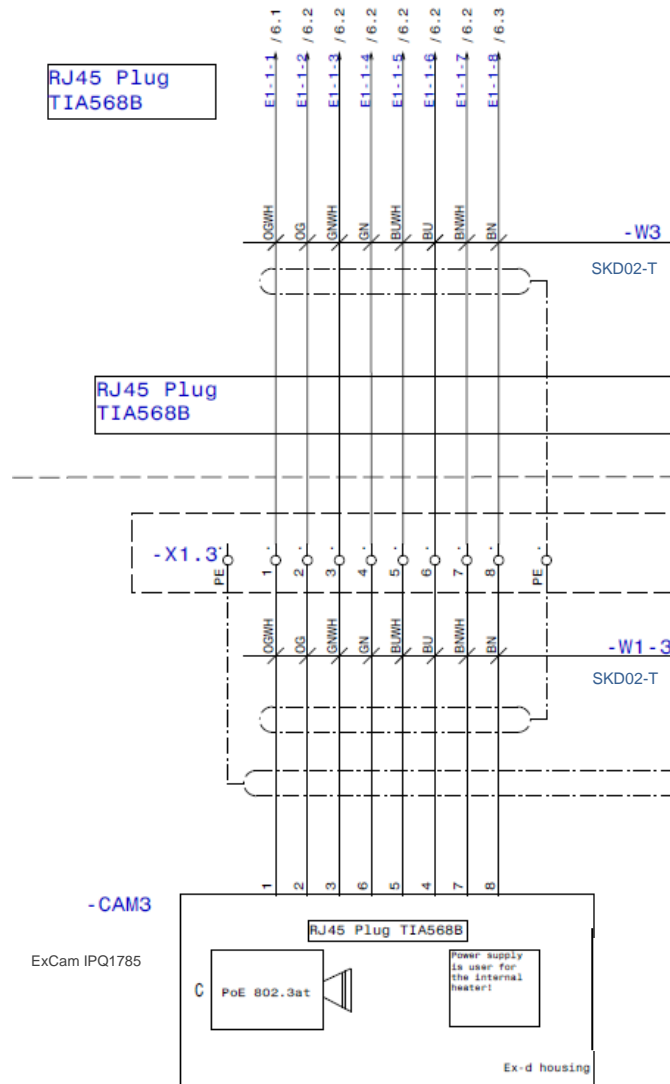 /6.1
/6.2
/6.2
/6.2
/6.2
/6.2
/6.2
/6.3
E1-1-1
E1-1-2
E1-1-3
E1-1-4
E1-1-5
E1-1-6
E1-1-7
E1-1-8
RJ45 Plug
TIA568B
OGWH
OG
GNWH
GN
BUWH
BU
BNWH
BN
-W3
SKD02-T
RJ45 Plug
TIA568B
-X1.3
PE
1
2
3
4
5
6
7
8
PE
OGWH
OG
GNWH
GN
BUWH
BU
BNWH
BN
-W1-3
SKD02-T
1
2
3
6
5
4
7
8
-CAM3
RJ45 Plug TIA568B
ExCam IPQ1785
C
PoE 802.3at
Power supply
is user for
the internal
heater!
Ex-d housing